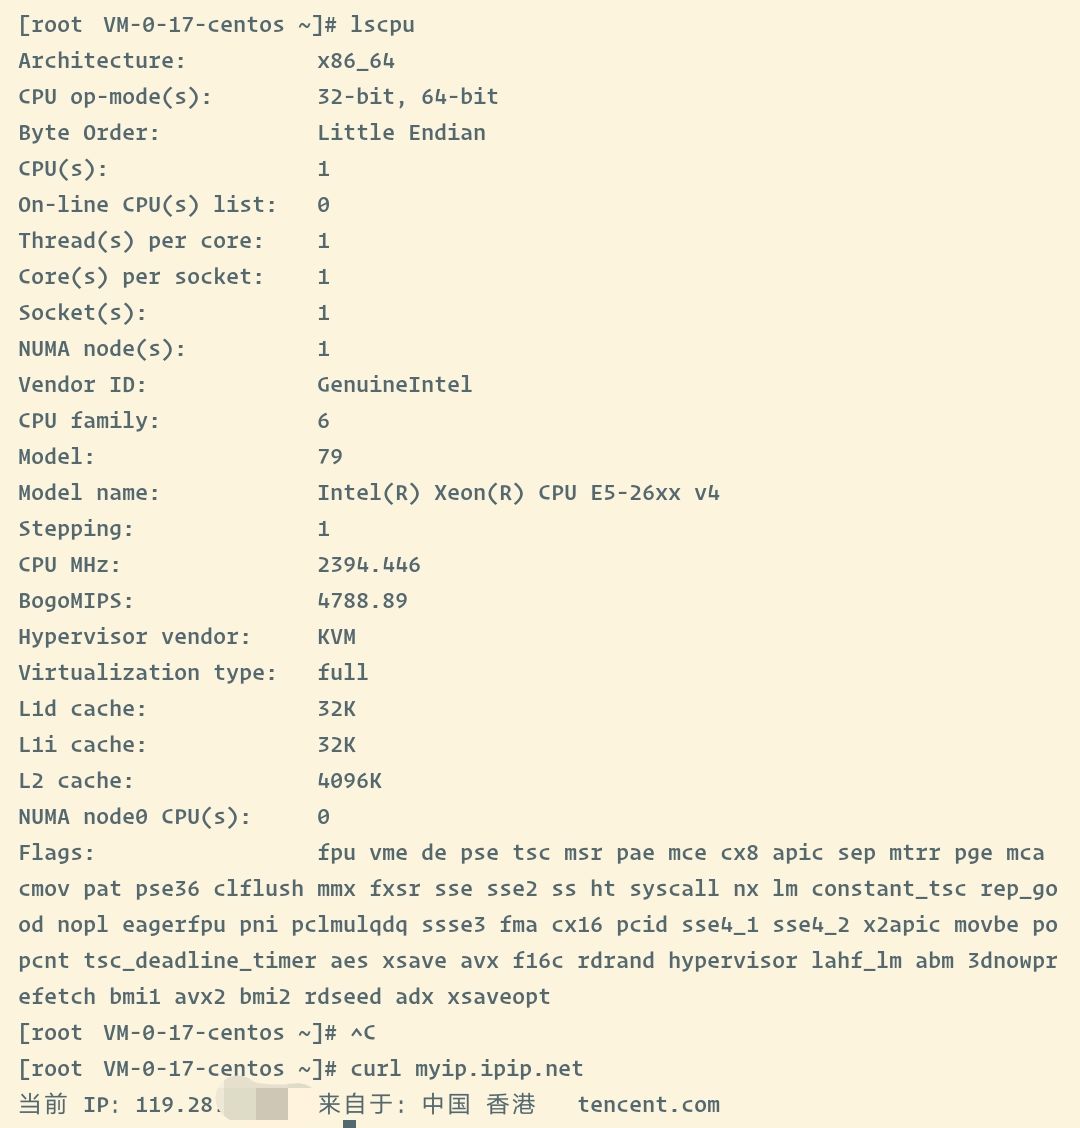 [root VM-0-17-centos ~]# lscpu
Architecture: x86_64
CPU op-mode(s): 32-bit, 64-bit
Byte Order: Little Endian
CPU(s): 1
On-line CPU(s) list: 0
Thread(s) per core: 1
Core(s) per socket: 1
Socket(s): 1
NUMA node(s): 1
Vendor ID: GenuineIntel
CPU family: 6
Model: 79
Model name: Intel(R) Xeon(R) CPU E5-26xx v4
Stepping: 1
CPU MHz: 2394.446
BogoMIPS: 4788.89
Hypervisor vendor: KVM
Virtualization type: full
L1d cache: 32K
L1i cache: 32K
L2 cache: 4096K
NUMA node0 CPU(s): 0
Flags: fpu vme de pse tsc msr pae mce cx8 apic sep mtrr pge mca
cmov pat pse36 clflush mmx fxsr sse sse2 ss ht syscall nx lm constant_tsc rep_go
od nopl eagerfpu pni pclmulqdq ssse3 fma cx16 pcid sse4_1 sse4_2 x2apic movbe po
pcnt tsc_deadline_timer aes xsave avx f16c rdrand hypervisor lahf_lm abm 3dnowpr
efetch bmi1 avx2 bmi2 rdseed adx xsaveopt
[root VM-0-17-centos ~]# ^C
[root VM-0-17-centos ~]# curl myip.ipip.net
当前 IP: 119.28. 来自于: 中国 香港 tencent.com